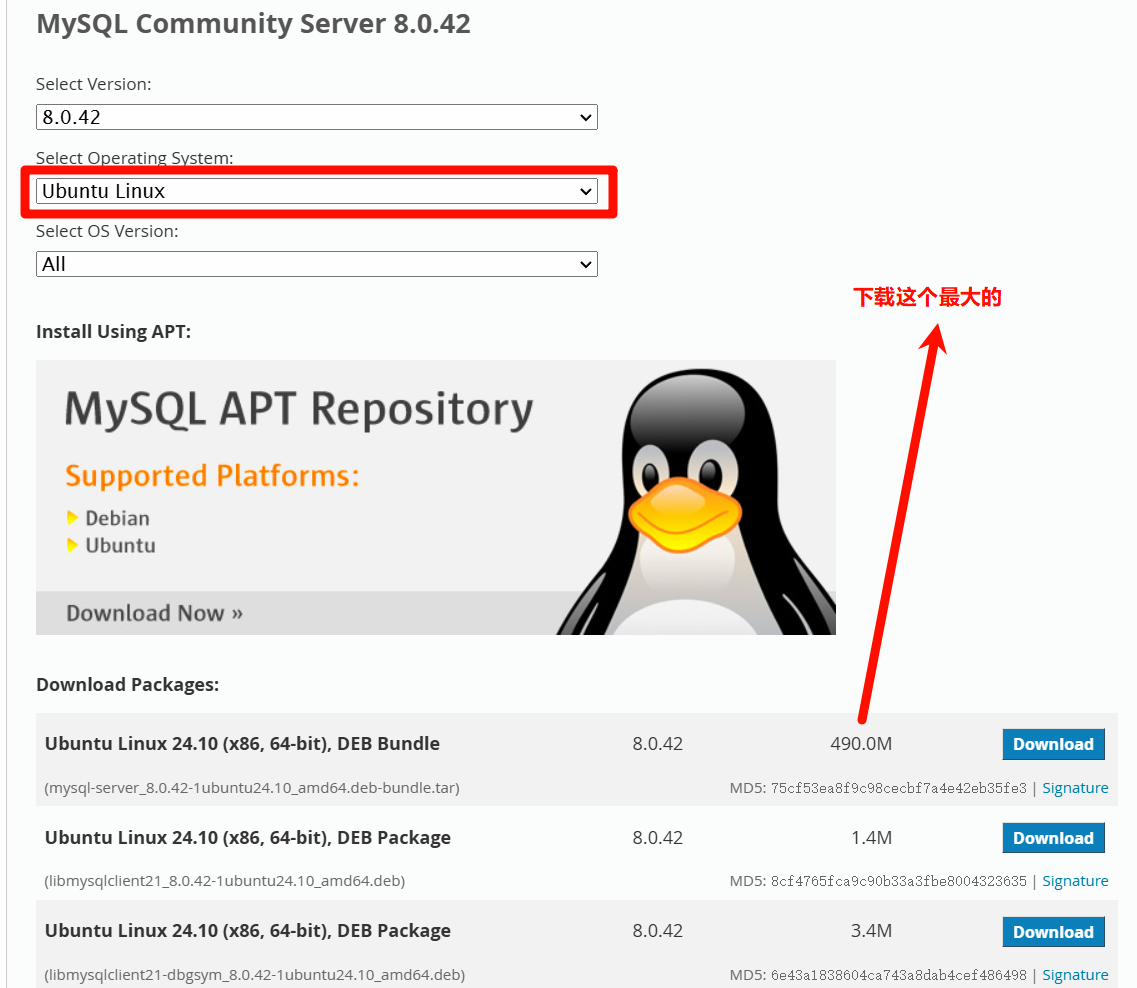 MySQL Community Server 8.0.42
Select Version:
8.0.42
Select Operating System:
Ubuntu Linux
Select OS Version:
All
下载这个最大的
Install Using APT:
MySQL APT Repository
Supported Platforms:
Debian
Ubuntu
Download Now »
Download Packages:
Ubuntu Linux 24.10 (x86, 64-bit), DEB Bundle 8.0.42 490.0M Download
(mysql-server_8.0.42-1ubuntu24.10_amd64.deb-bundle.tar) MD5: 75cf53ea8f9c98cecbf7a4e42eb35fe3 | Signature
Ubuntu Linux 24.10 (x86, 64-bit), DEB Package 8.0.42 1.4M Download
(libmysqlclient21_8.0.42-1ubuntu24.10_amd64.deb) MD5: 8cf4765fca9c90b33a3fbe8004323635 | Signature
Ubuntu Linux 24.10 (x86, 64-bit), DEB Package 8.0.42 3.4M Download
(libmysqlclient21-dbgsym_8.0.42-1ubuntu24.10_amd64.deb) MD5: 6e43a1838604ca743a8dab4cef486498 | Signature